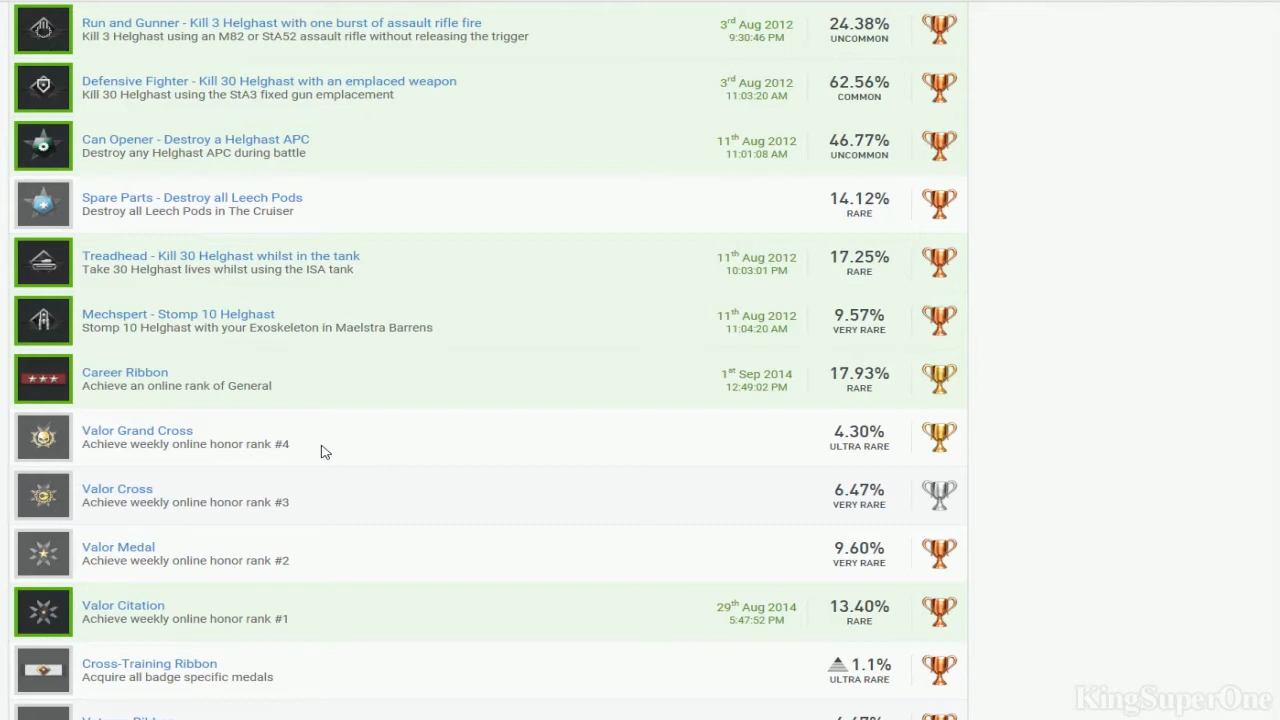 Run and Gunner - Kill 3 Helghast with one burst of assault rifle fire
Kill 3 Helghast using an M82 or StA52 assault rifle without releasing the trigger
3rd Aug 2012
9:30:46 PM
24.38%
UNCOMMON
Defensive Fighter - Kill 30 Helghast with an emplaced weapon
Kill 30 Helghast using the StA3 fixed gun emplacement
3rd Aug 2012
11:03:20 AM
62.56%
COMMON
Can Opener - Destroy a Helghast APC
Destroy any Helghast APC during battle
11th Aug 2012
11:01:08 AM
46.77%
UNCOMMON
Spare Parts - Destroy all Leech Pods
Destroy all Leech Pods in The Cruiser
14.12%
RARE
Treadhead - Kill 30 Helghast whilst in the tank
Take 30 Helghast lives whilst using the ISA tank
11th Aug 2012
10:03:01 PM
17.25%
RARE
Mechspert - Stomp 10 Helghast
Stomp 10 Helghast with your Exoskeleton in Maelstra Barrens
11th Aug 2012
11:04:20 AM
9.57%
VERY RARE
Career Ribbon
Achieve an online rank of General
1st Sep 2014
12:49:02 PM
17.93%
RARE
Valor Grand Cross
Achieve weekly online honor rank #4
4.30%
ULTRA RARE
Valor Cross
Achieve weekly online honor rank #3
6.47%
VERY RARE
Valor Medal
Achieve weekly online honor rank #2
9.60%
VERY RARE
Valor Citation
Achieve weekly online honor rank #1
29th Aug 2014
5:47:52 PM
13.40%
RARE
Cross-Training Ribbon
Acquire all badge specific medals
1.1%
ULTRA RARE
KingSuperOne